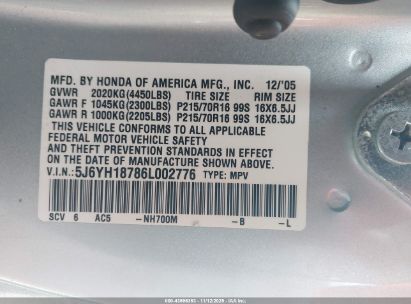 MFD. BY HONDA OF AMERICA MFG., INC. 12/'05
GVWR 2020KG(4450LBS) TIRE SIZE RIM SIZE
GAWR F 1045KG(2300LBS) P215/70R16 99S 16X6.5JJ
GAWR R 1000KG(2205LBS) P215/70R16 99S 16X6.5JJ
THIS VEHICLE CONFORMS TO ALL APPLICABLE
FEDERAL MOTOR VEHICLE SAFETY
AND THEFT PREVENTION STANDARDS IN EFFECT
ON THE DATE OF MANUFACTURE SHOWN ABOVE.
V.I.N.: 5J6YH18786L002776 TYPE: MPV
SCV 6 AC5 -NH700M -B -L